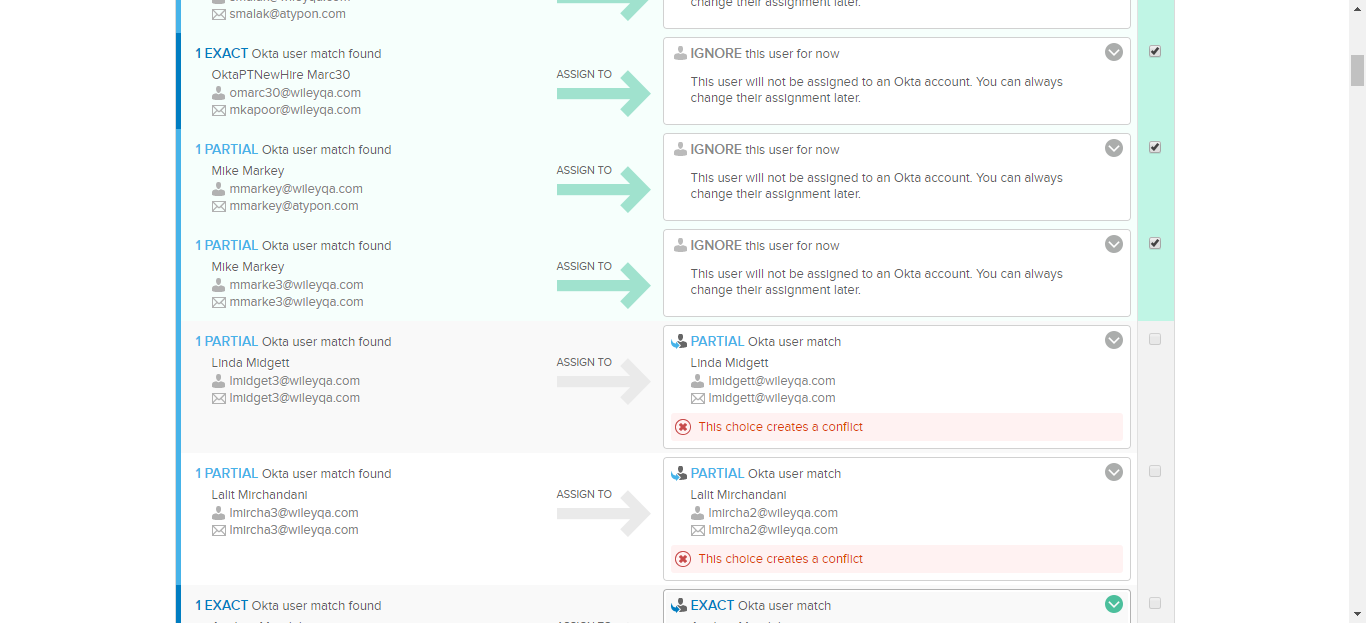 smalak@atypon.com
change their assignment later.
1 EXACT Okta user match found
OktaPTNewHire Marc30
omarc30@wileyqa.com
mkapoor@wileyqa.com
ASSIGN TO
IGNORE this user for now
This user will not be assigned to an Okta account. You can always
change their assignment later.
1 PARTIAL Okta user match found
Mike Markey
mmarkey@wileyqa.com
mmarkey@atypon.com
ASSIGN TO
IGNORE this user for now
This user will not be assigned to an Okta account. You can always
change their assignment later.
1 PARTIAL Okta user match found
Mike Markey
mmarke3@wileyqa.com
mmarke3@wileyqa.com
ASSIGN TO
IGNORE this user for now
This user will not be assigned to an Okta account. You can always
change their assignment later.
1 PARTIAL Okta user match found
Linda Midgett
lmidget3@wileyqa.com
lmidget3@wileyqa.com
ASSIGN TO
PARTIAL Okta user match
Linda Midgett
lmidgett@wileyqa.com
lmidgett@wileyqa.com
This choice creates a conflict
1 PARTIAL Okta user match found
Lalit Mirchandani
lmircha3@wileyqa.com
lmircha3@wileyqa.com
ASSIGN TO
PARTIAL Okta user match
Lalit Mirchandani
lmircha2@wileyqa.com
lmircha2@wileyqa.com
This choice creates a conflict
1 EXACT Okta user match found
EXACT Okta user match